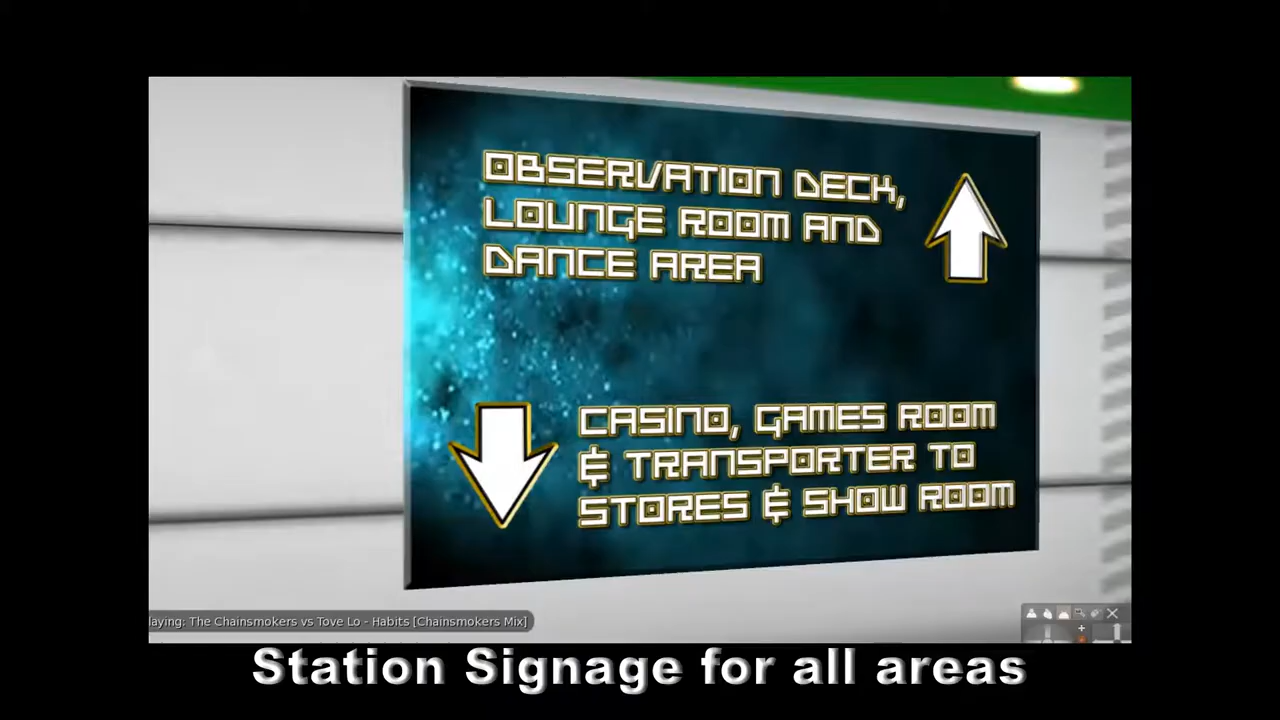 OBSERVATION DECK,
LOUNGE ROOM AND
DANCE AREA
CASINO, GAMES ROOM
& TRANSPORTER TO
STORES & SHOW ROOM
laying: The Chainsmokers vs Tove Lo - Habits [Chainsmokers Mix]
Station Signage for all areas